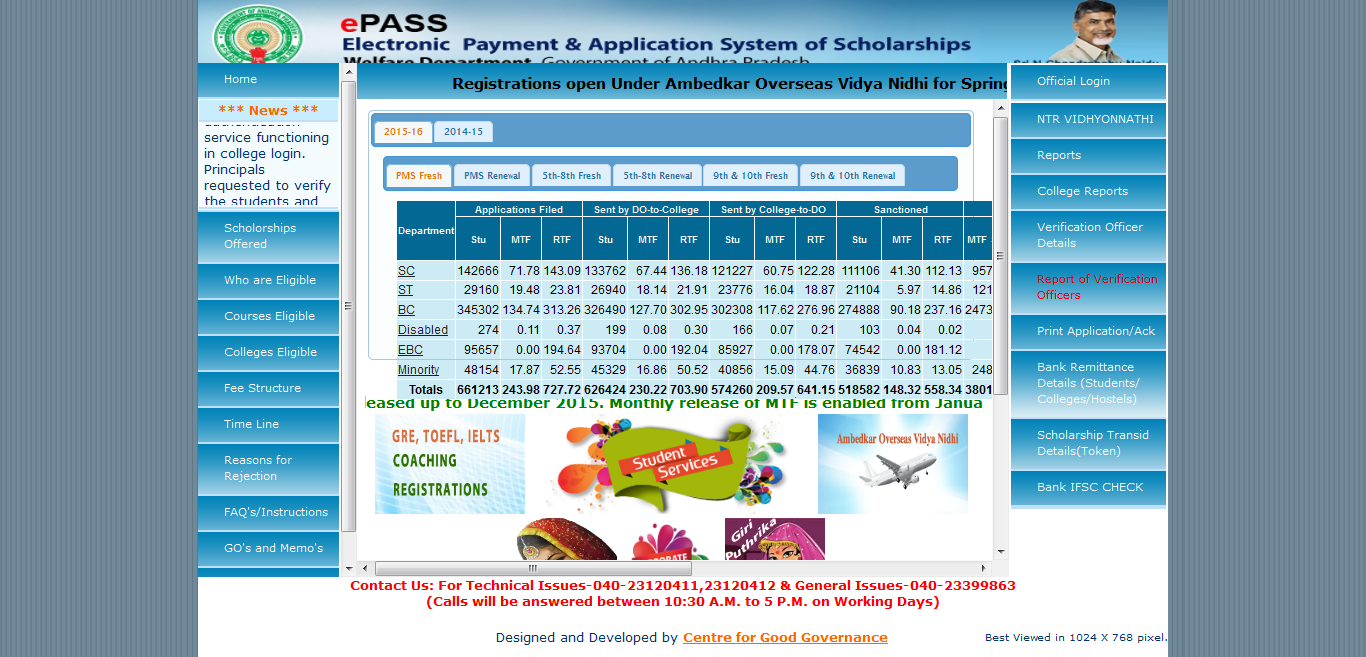 ePASS
Electronic Payment & Application System of Scholarships
Welfare Department, Government of Andhra Pradesh
Home
*** News ***
service functioning
in college login.
Principals
requested to verify
the students and
Scholorships
Offered
Who are Eligible
Courses Eligible
Colleges Eligible
Fee Structure
Time Line
Reasons for
Rejection
FAQ's/Instructions
GO's and Memo's
Registrations open Under Ambedkar Overseas Vidya Nidhi for Spring
2015-16 2014-15
PMS Fresh PMS Renewal 5th-8th Fresh 5th-8th Renewal 9th & 10th Fresh 9th & 10th Renewal
Department Applications Filed Sent by DO-to-College Sent by College-to-DO Sanctioned
Stu MTF RTF Stu MTF RTF Stu MTF RTF Stu MTF RTF MTF
SC 142666 71.78 143.09 133762 67.44 136.18 121227 60.75 122.28 111106 41.30 112.13 957
ST 29160 19.48 23.81 26940 18.14 21.91 23776 16.04 18.87 21104 5.97 14.86 121
BC 345302 134.74 313.26 326490 127.70 302.95 302308 117.62 276.96 274888 90.18 237.16 2473
Disabled 274 0.11 0.37 199 0.08 0.30 166 0.07 0.21 103 0.04 0.02
EBC 95657 0.00 194.64 93704 0.00 192.04 85927 0.00 178.07 74542 0.00 181.12
Minority 48154 17.87 52.55 45329 16.86 50.52 40856 15.09 44.76 36839 10.83 13.05 248
Totals 661213 243.98 727.72 626424 230.22 703.90 574260 209.57 641.15 518582 148.32 558.34 3801
leased up to December 2015. Monthly release of MTF is enabled from Janua
GRE, TOEFL, IELTS
COACHING
REGISTRATIONS
Student
Services
Ambedkar Overseas Vidya Nidhi
Giri
Puthrika
Official Login
NTR VIDHYONNATHI
Reports
College Reports
Verification Officer
Details
Report of Verification
Officers
Print Application/Ack
Bank Remittance
Details (Students/
Colleges/Hostels)
Scholarship Transid
Details(Token)
Bank IFSC CHECK
Contact Us: For Technical Issues-040-23120411,23120412 & General Issues-040-23399863
(Calls will be answered between 10:30 A.M. to 5 P.M. on Working Days)
Designed and Developed by Centre for Good Governance
Best Viewed in 1024 X 768 pixel.